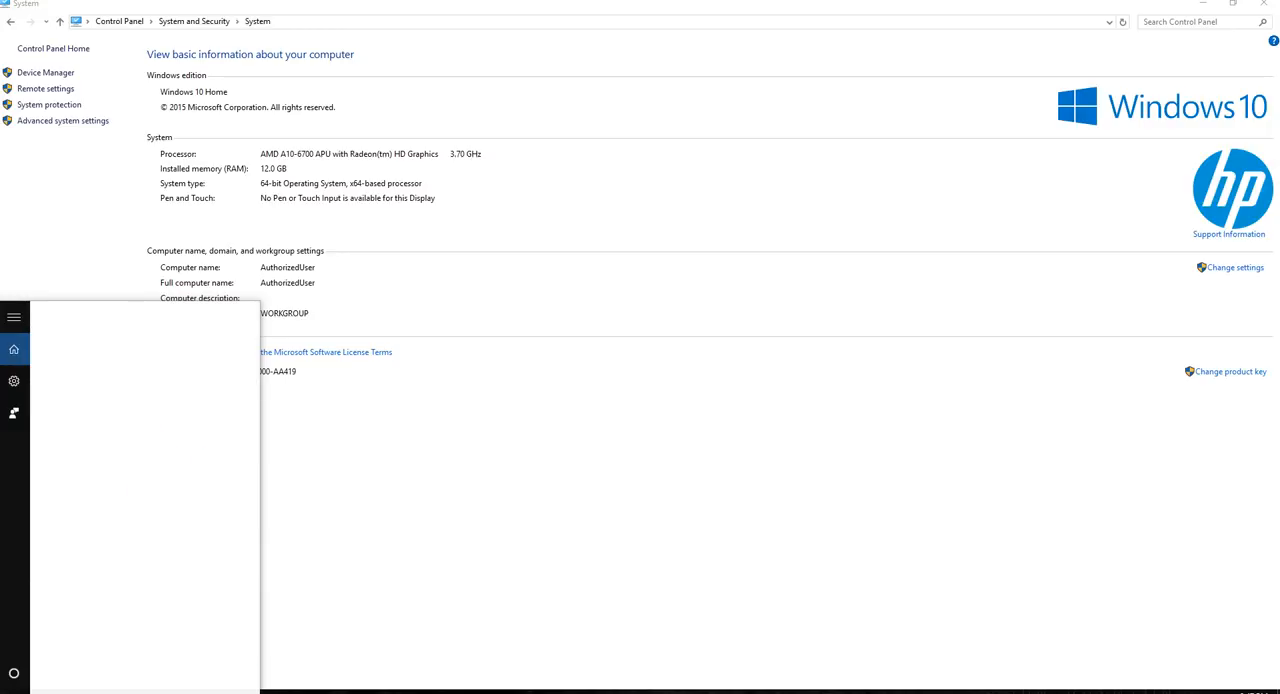 System
Control Panel > System and Security > System
Search Control Panel
Control Panel Home
Device Manager
Remote settings
System protection
Advanced system settings
View basic information about your computer
Windows edition
Windows 10 Home
© 2015 Microsoft Corporation. All rights reserved.
Windows 10
System
Processor: AMD A10-6700 APU with Radeon(tm) HD Graphics 3.70 GHz
Installed memory (RAM): 12.0 GB
System type: 64-bit Operating System, x64-based processor
Pen and Touch: No Pen or Touch Input is available for this Display
hp
Support Information
Computer name, domain, and workgroup settings
Computer name: AuthorizedUser
Change settings
Full computer name: AuthorizedUser
Computer description:
WORKGROUP
the Microsoft Software License Terms
000-AA419
Change product key